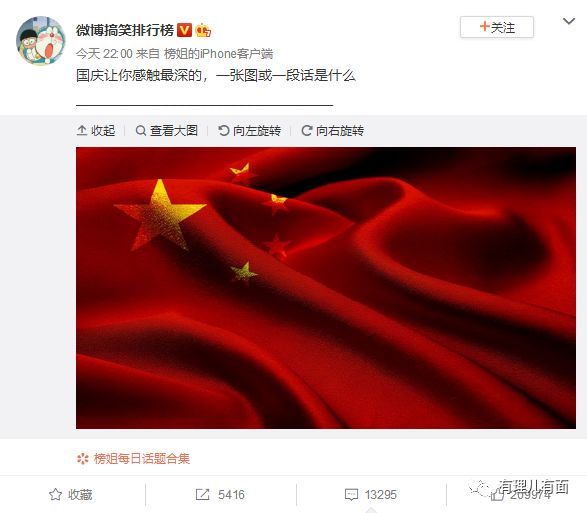 微博搞笑排行榜
+关注
今天 22:00 来自 榜姐的iPhone客户端
国庆让你感触最深的，一张图或一段话是什么
收起 查看大图 向左旋转 向右旋转
榜姐每日话题合集
收藏 5416 13295 209974
有理儿有面